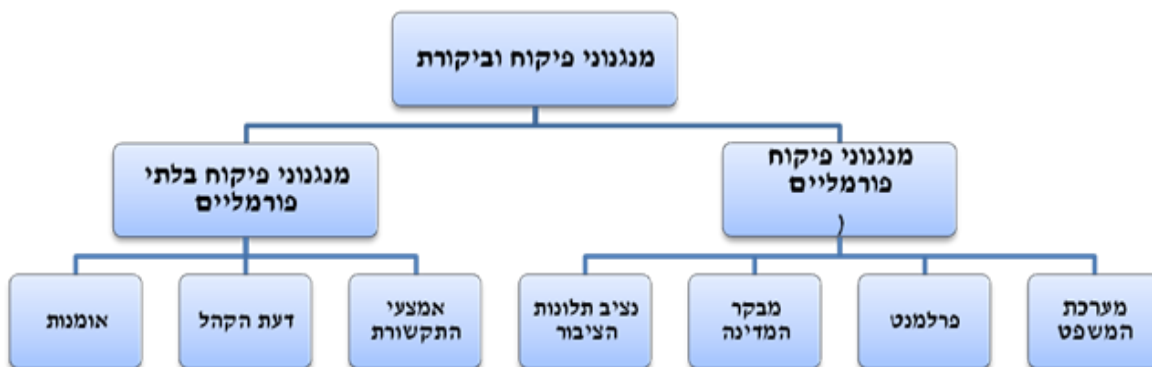 מנגנוני פיקוח וביקורת
מנגנוני פיקוח
פורמליים
)
מנגנוני פיקוח בלתי
פורמליים
מערכת
המשפט
פרלמנט
מבקר
המדינה
נציב תלונות
הציבור
אמצעי
התקשורת
דעת הקהל
אומנות